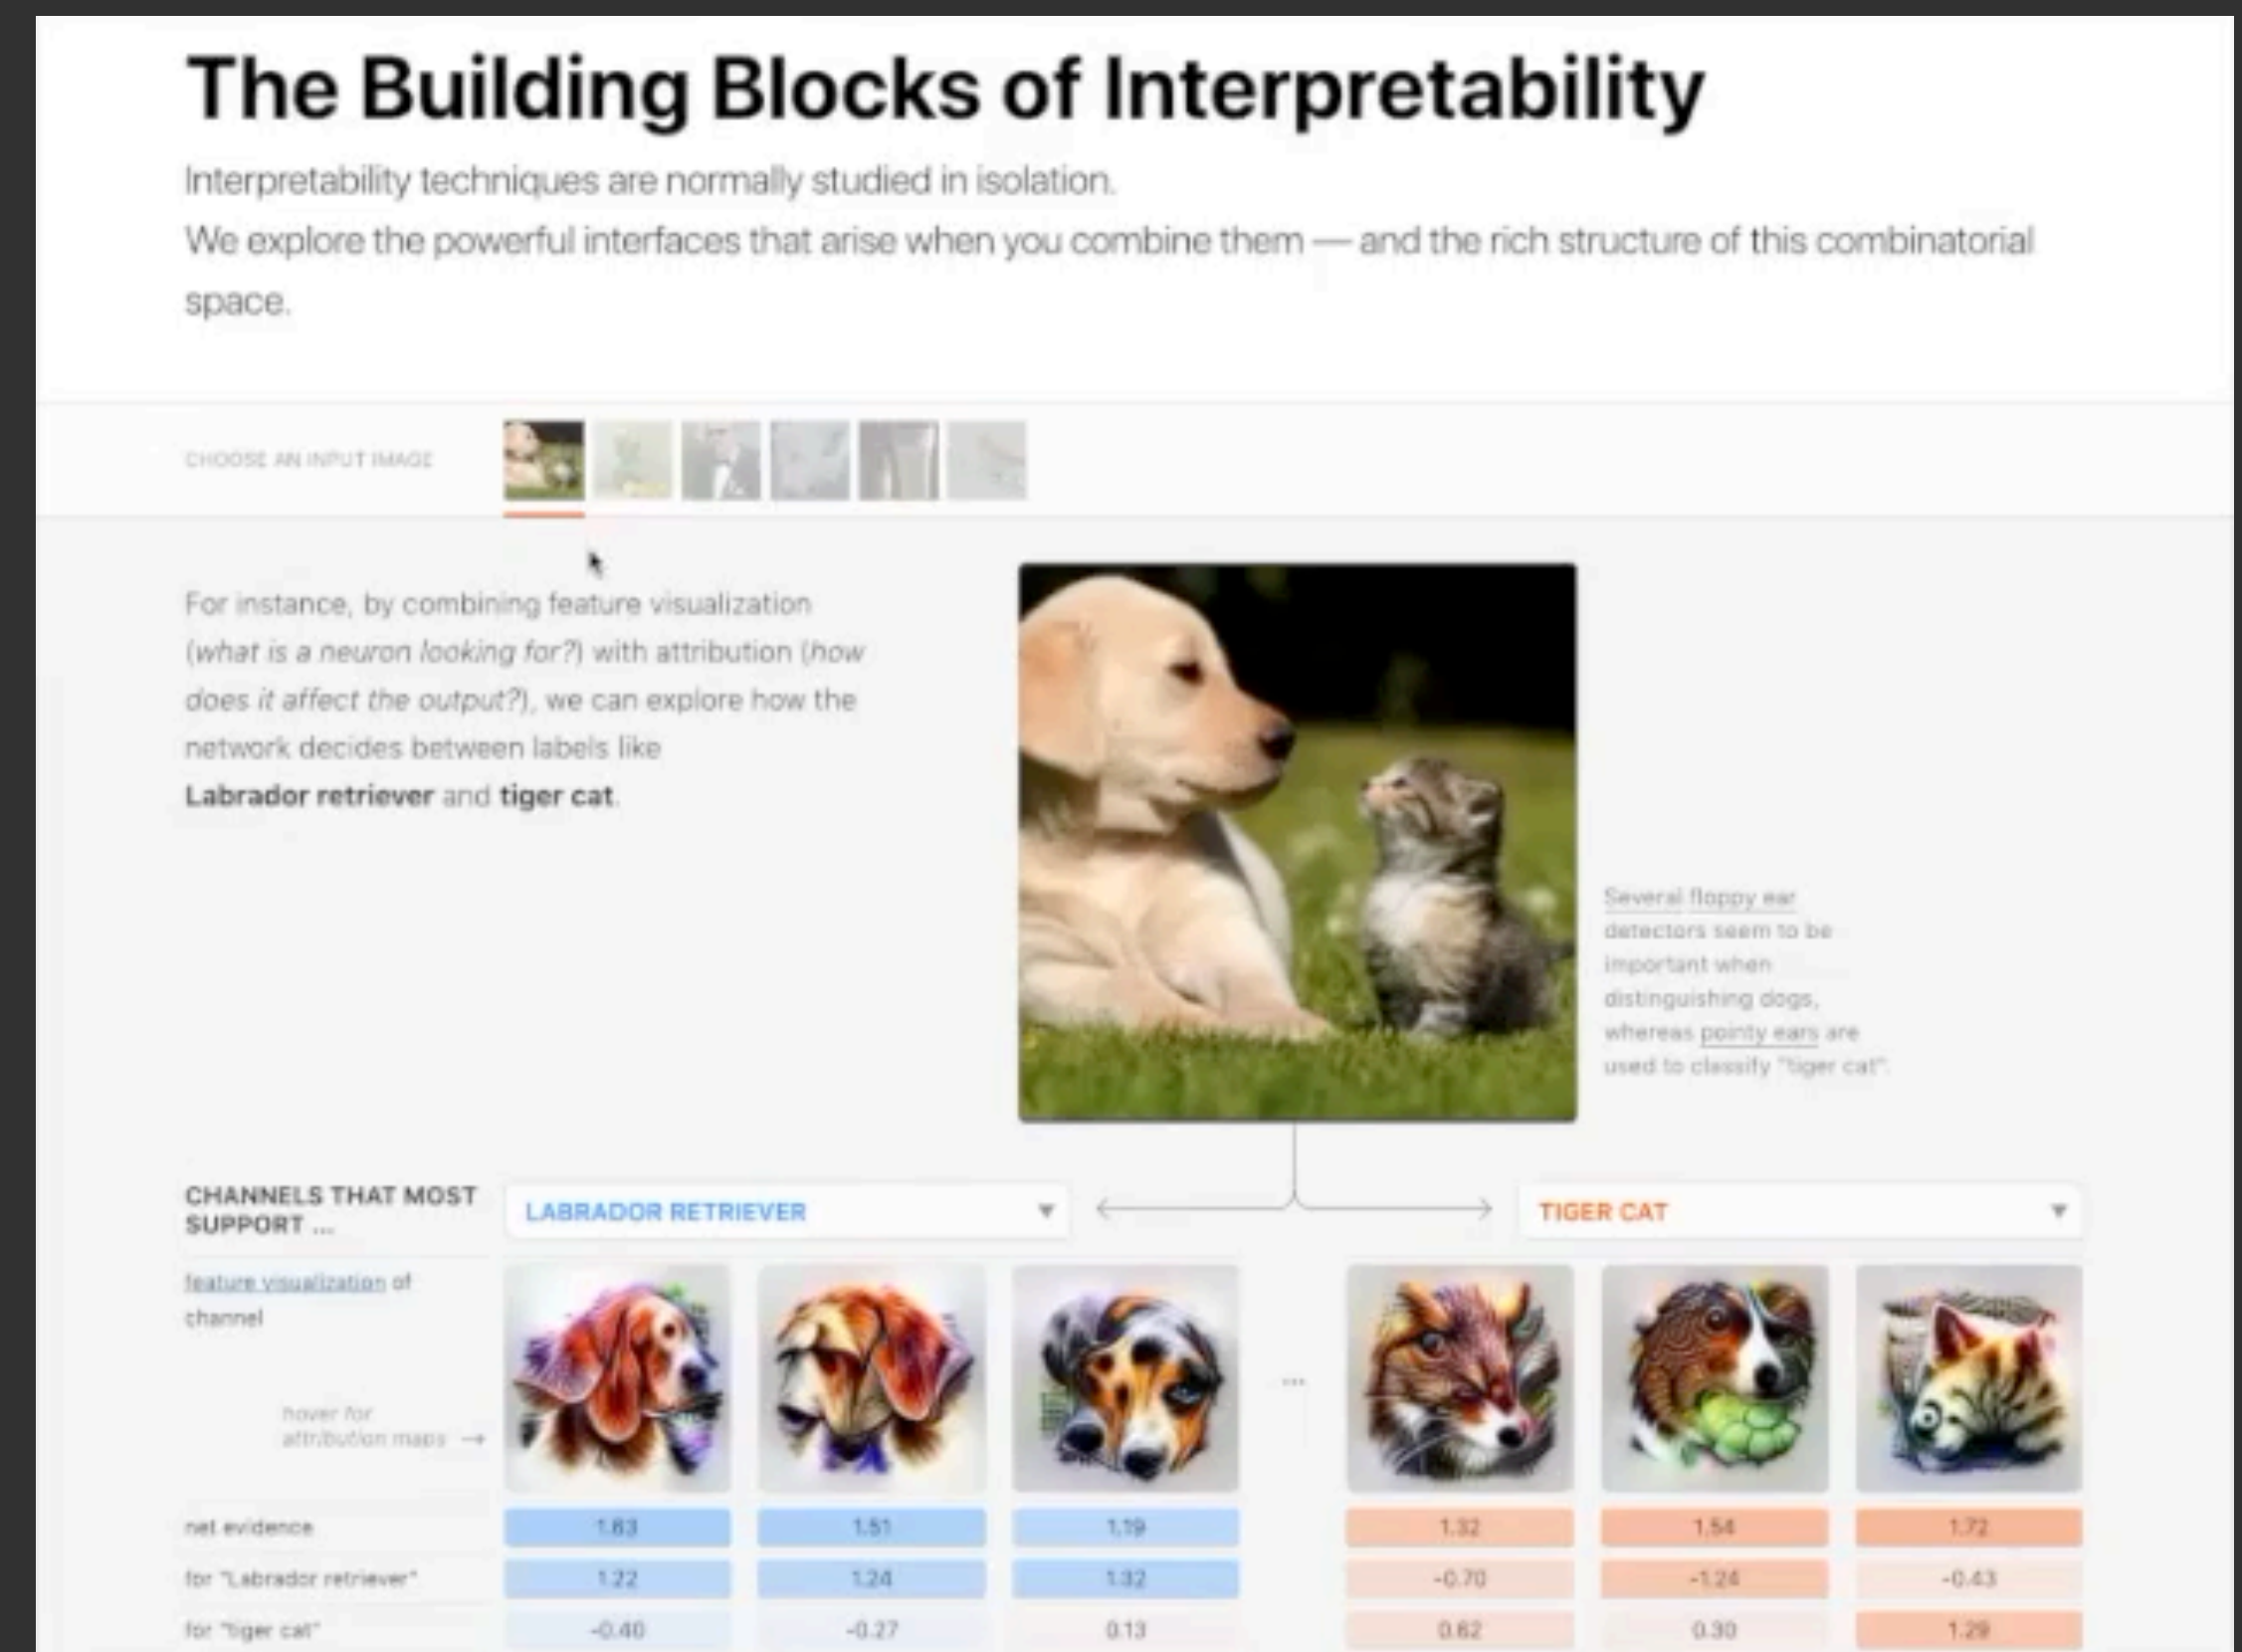 The Building Blocks of Interpretability
Interpretability techniques are normally studied in isolation.
We explore the powerful interfaces that arise when you combine them — and the rich structure of this combinatorial
space.
CHOOSE AN INPUT IMAGE
For instance, by combining feature visualization
(what is a neuron looking for?) with attribution (how
does it affect the output?), we can explore how the
network decides between labels like
Labrador retriever and tiger cat.
Several floppy ear
detectors seem to be
important when
distinguishing dogs,
whereas pointy ears are
used to classify "tiger cat".
CHANNELS THAT MOST
SUPPORT ...
LABRADOR RETRIEVER
TIGER CAT
feature visualization of
channel
...
hover for
attribution maps →
net evidence 1.63 1.51 1.19 1.32 1.54 1.72
for "Labrador retriever" 1.22 1.24 1.32 -0.70 -1.24 -0.43
for "tiger cat" -0.40 -0.27 0.13 0.62 0.30 1.29